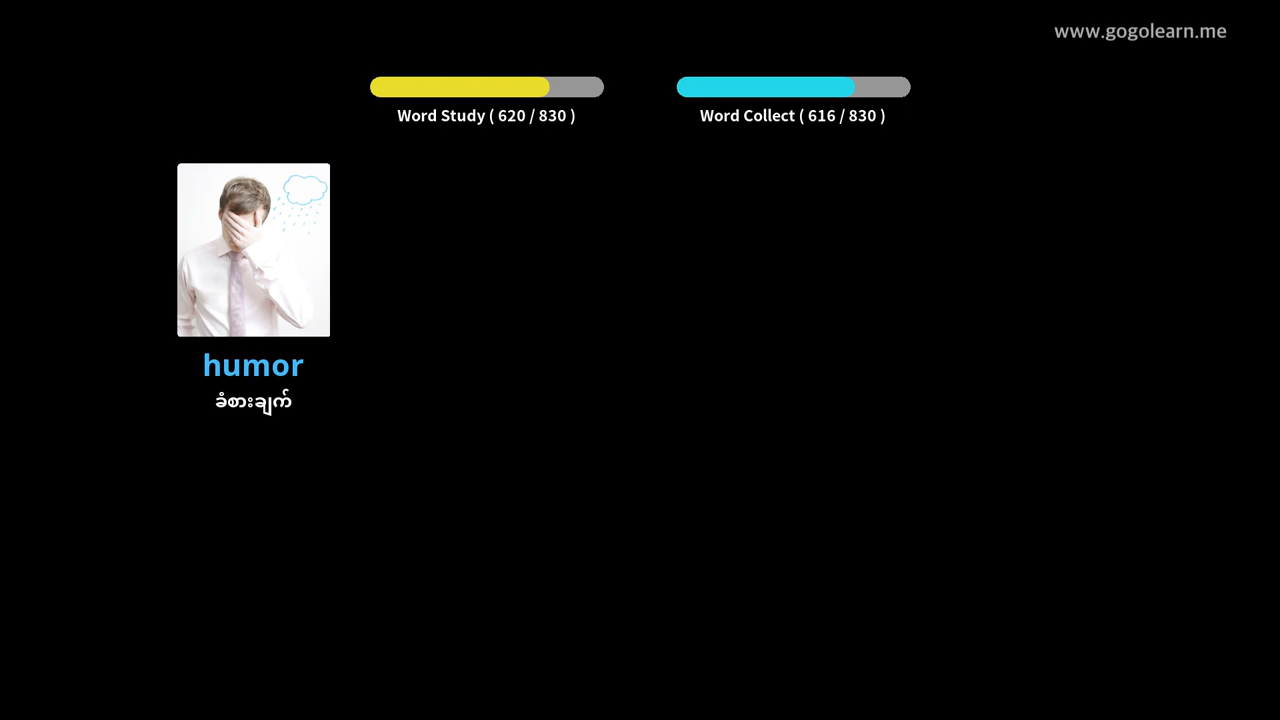 www.gogolearn.me
Word Study ( 620 / 830 )
Word Collect ( 616 / 830 )
humor
ခံစားချက်